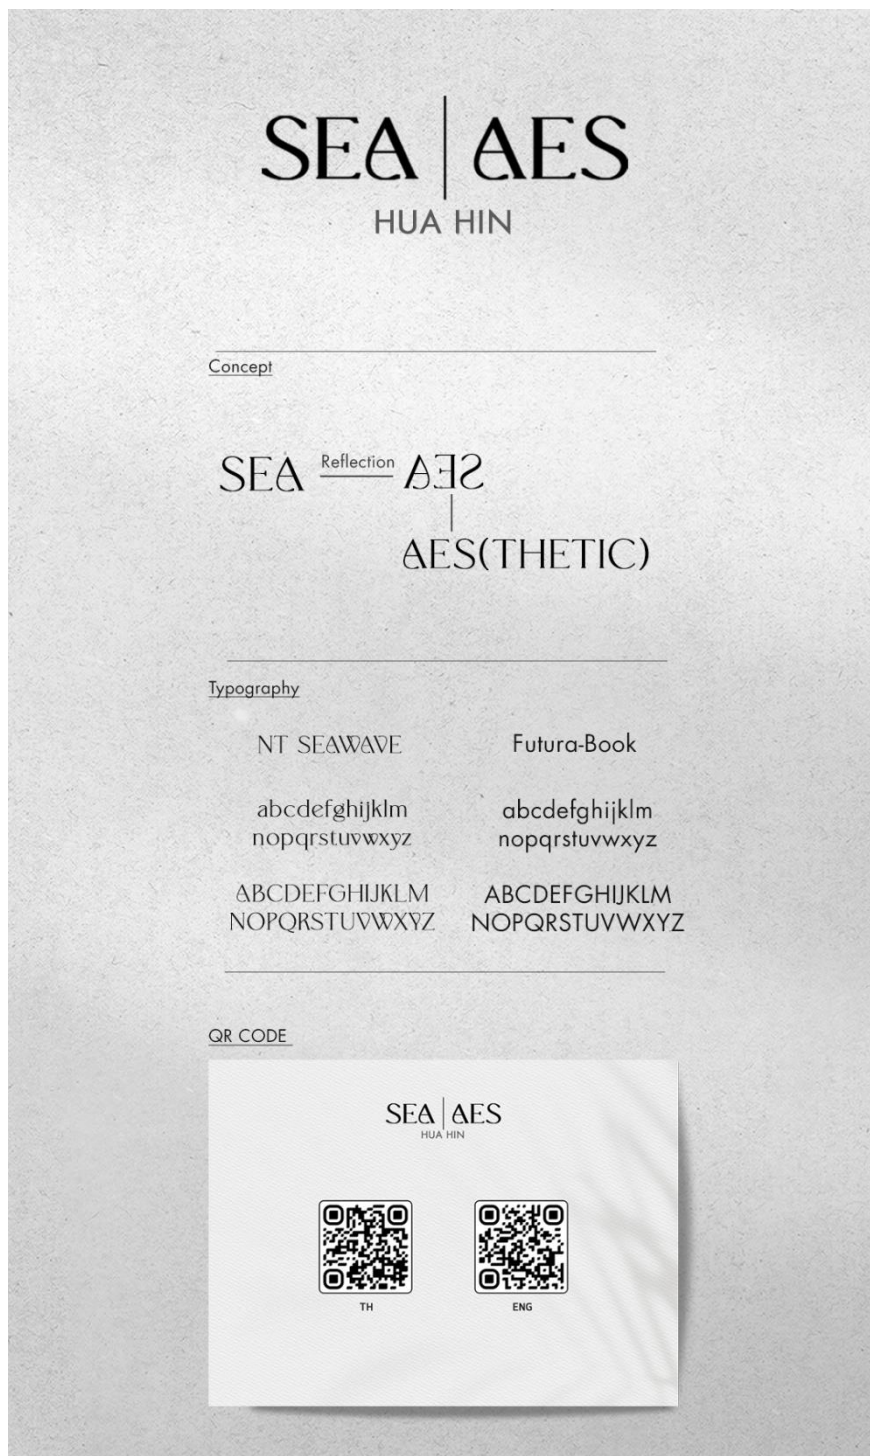 SEA | AES
HUA HIN
Concept
SEA Reflection AES
AES(THETIC)
Typography
NT SEAWAVE
Futura-Book
abcdefghijklm
nopqrstuvwxyz
abcdefghijklm
nopqrstuvwxyz
ABCDEFGHIJKLM
NOPQRSTUVWXYZ
ABCDEFGHIJKLM
NOPQRSTUVWXYZ
QR CODE
SEA | AES
HUA HIN
TH
ENG